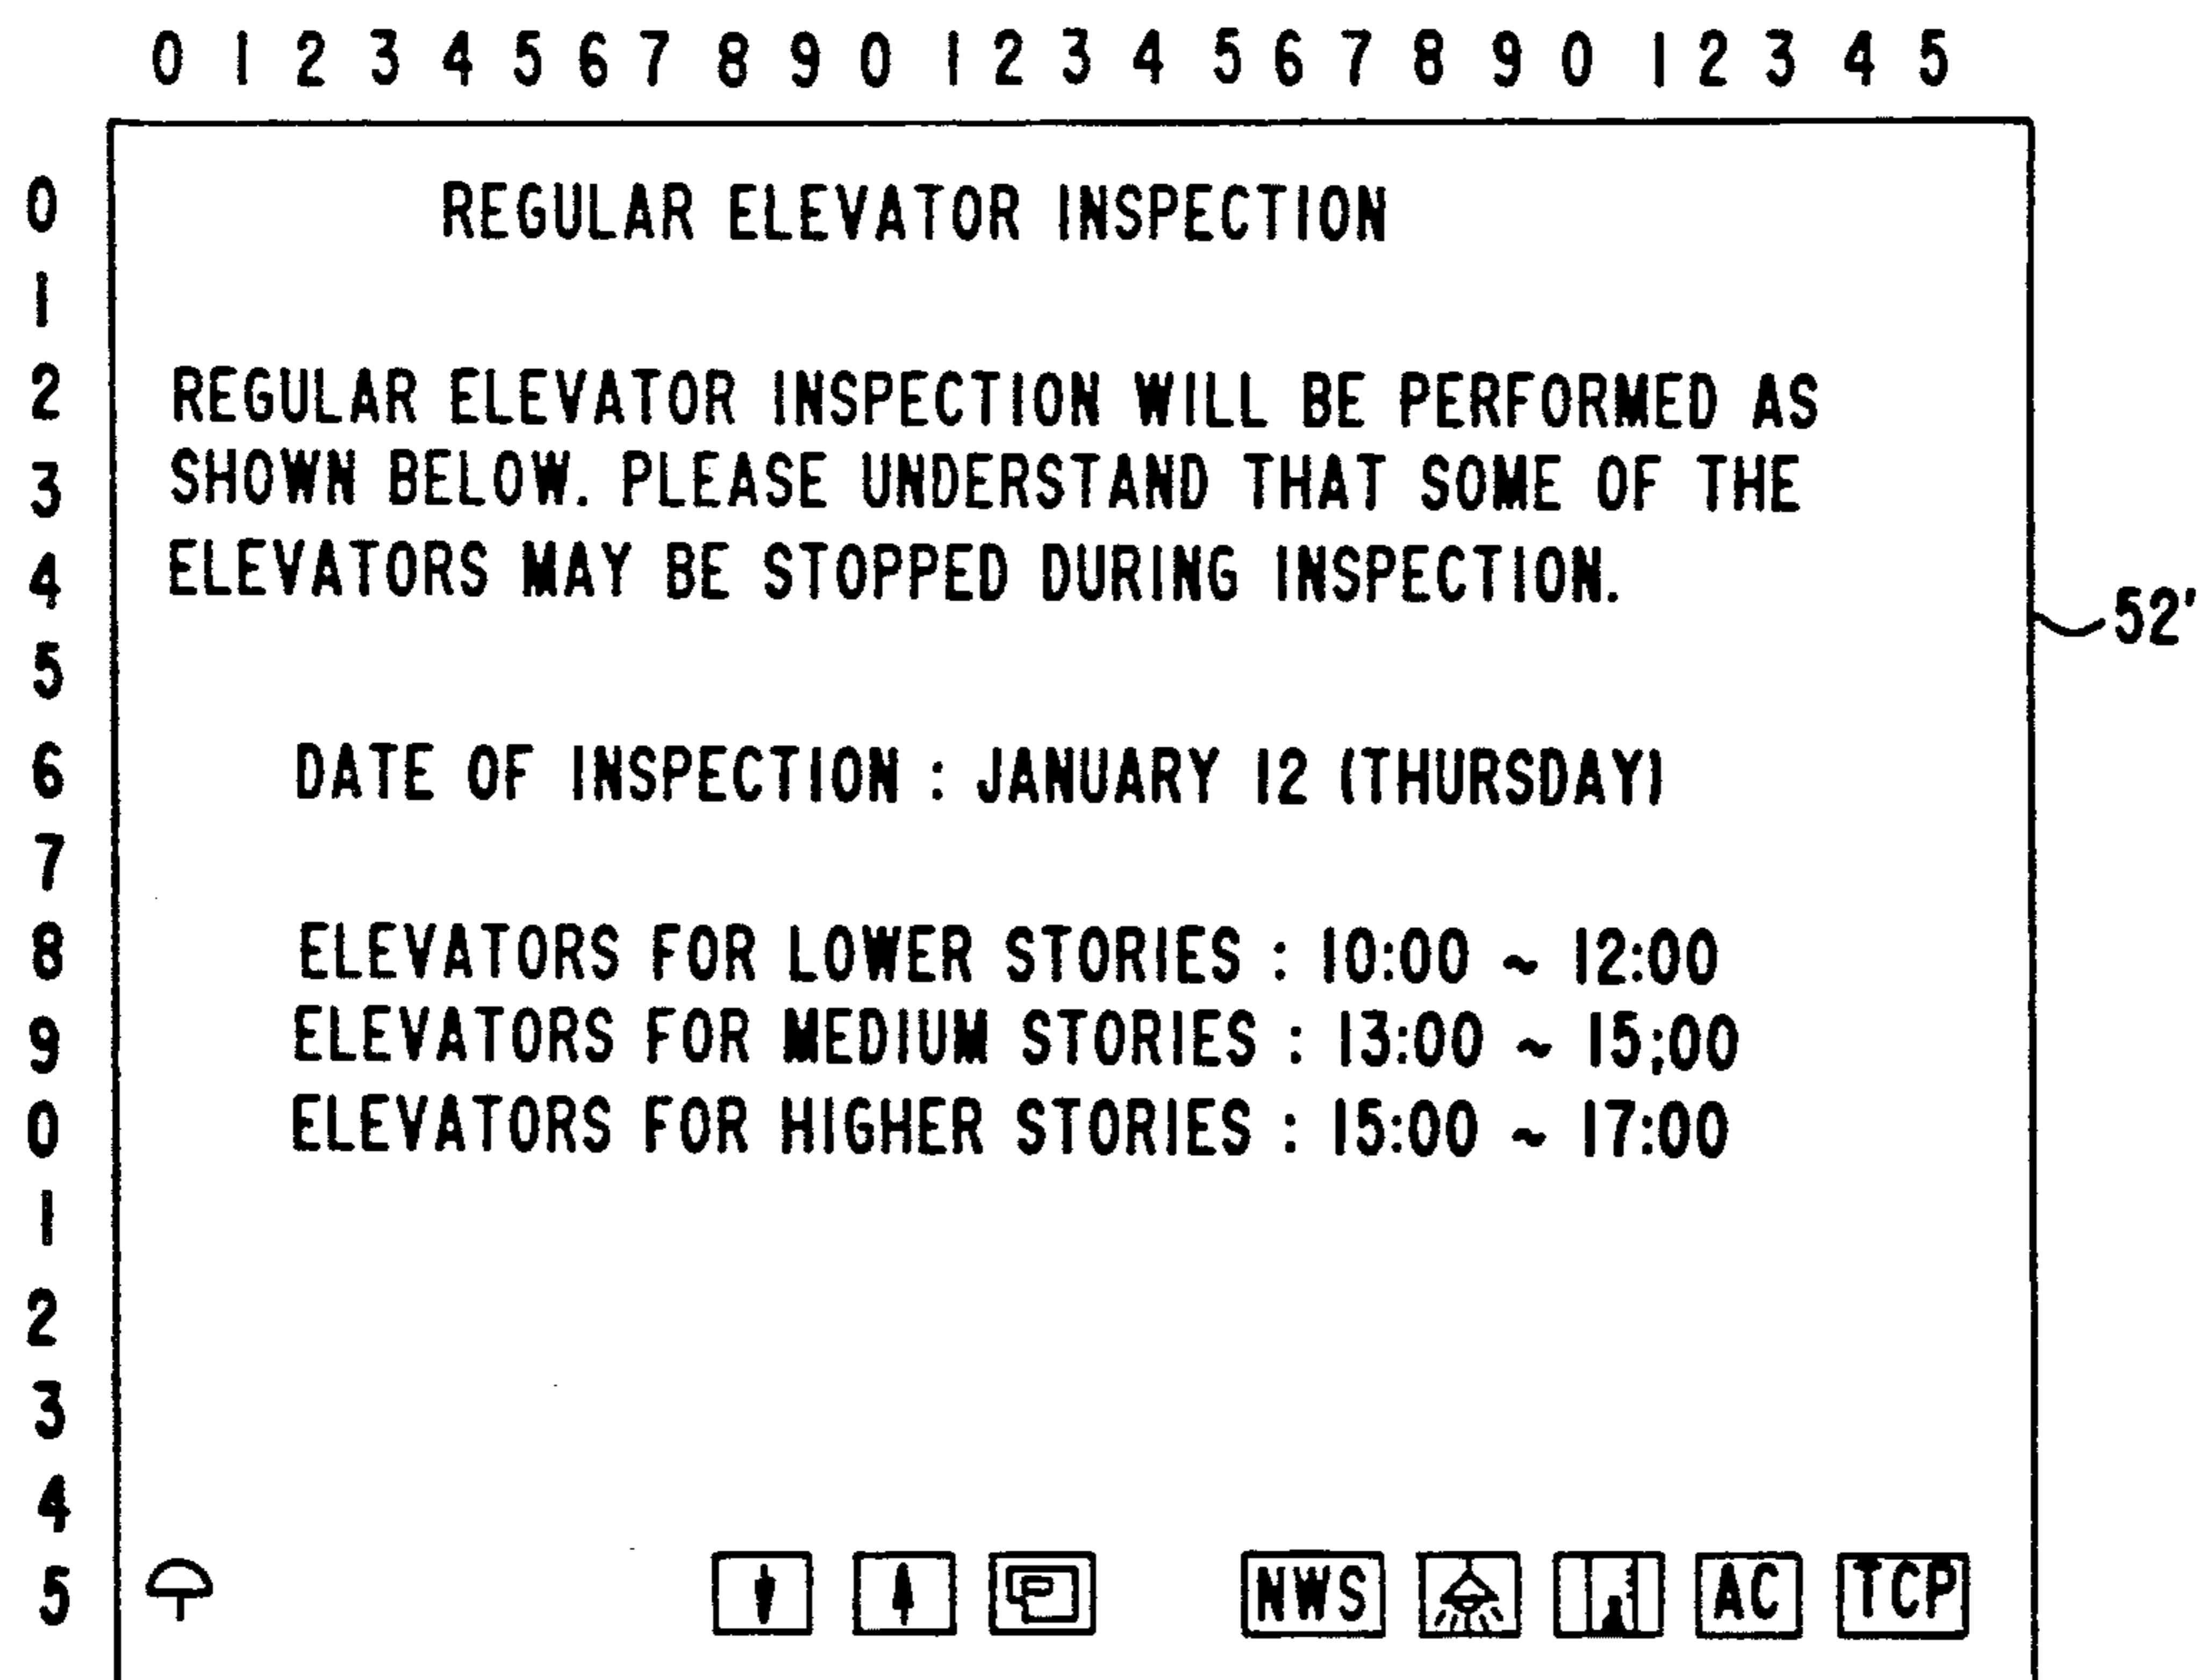 0 1 2 3 4 5 6 7 8 9 0 1 2 3 4 5 6 7 8 9 0 1 2 3 4 5
0 REGULAR ELEVATOR INSPECTION
1
2 REGULAR ELEVATOR INSPECTION WILL BE PERFORMED AS
3 SHOWN BELOW. PLEASE UNDERSTAND THAT SOME OF THE
4 ELEVATORS MAY BE STOPPED DURING INSPECTION.
52'
5
6 DATE OF INSPECTION : JANUARY 12 (THURSDAY)
7
8 ELEVATORS FOR LOWER STORIES : 10:00 ~ 12:00
9 ELEVATORS FOR MEDIUM STORIES : 13:00 ~ 15;00
0 ELEVATORS FOR HIGHER STORIES : 15:00 ~ 17:00
1
2
3
4
5 NWS AC TCP